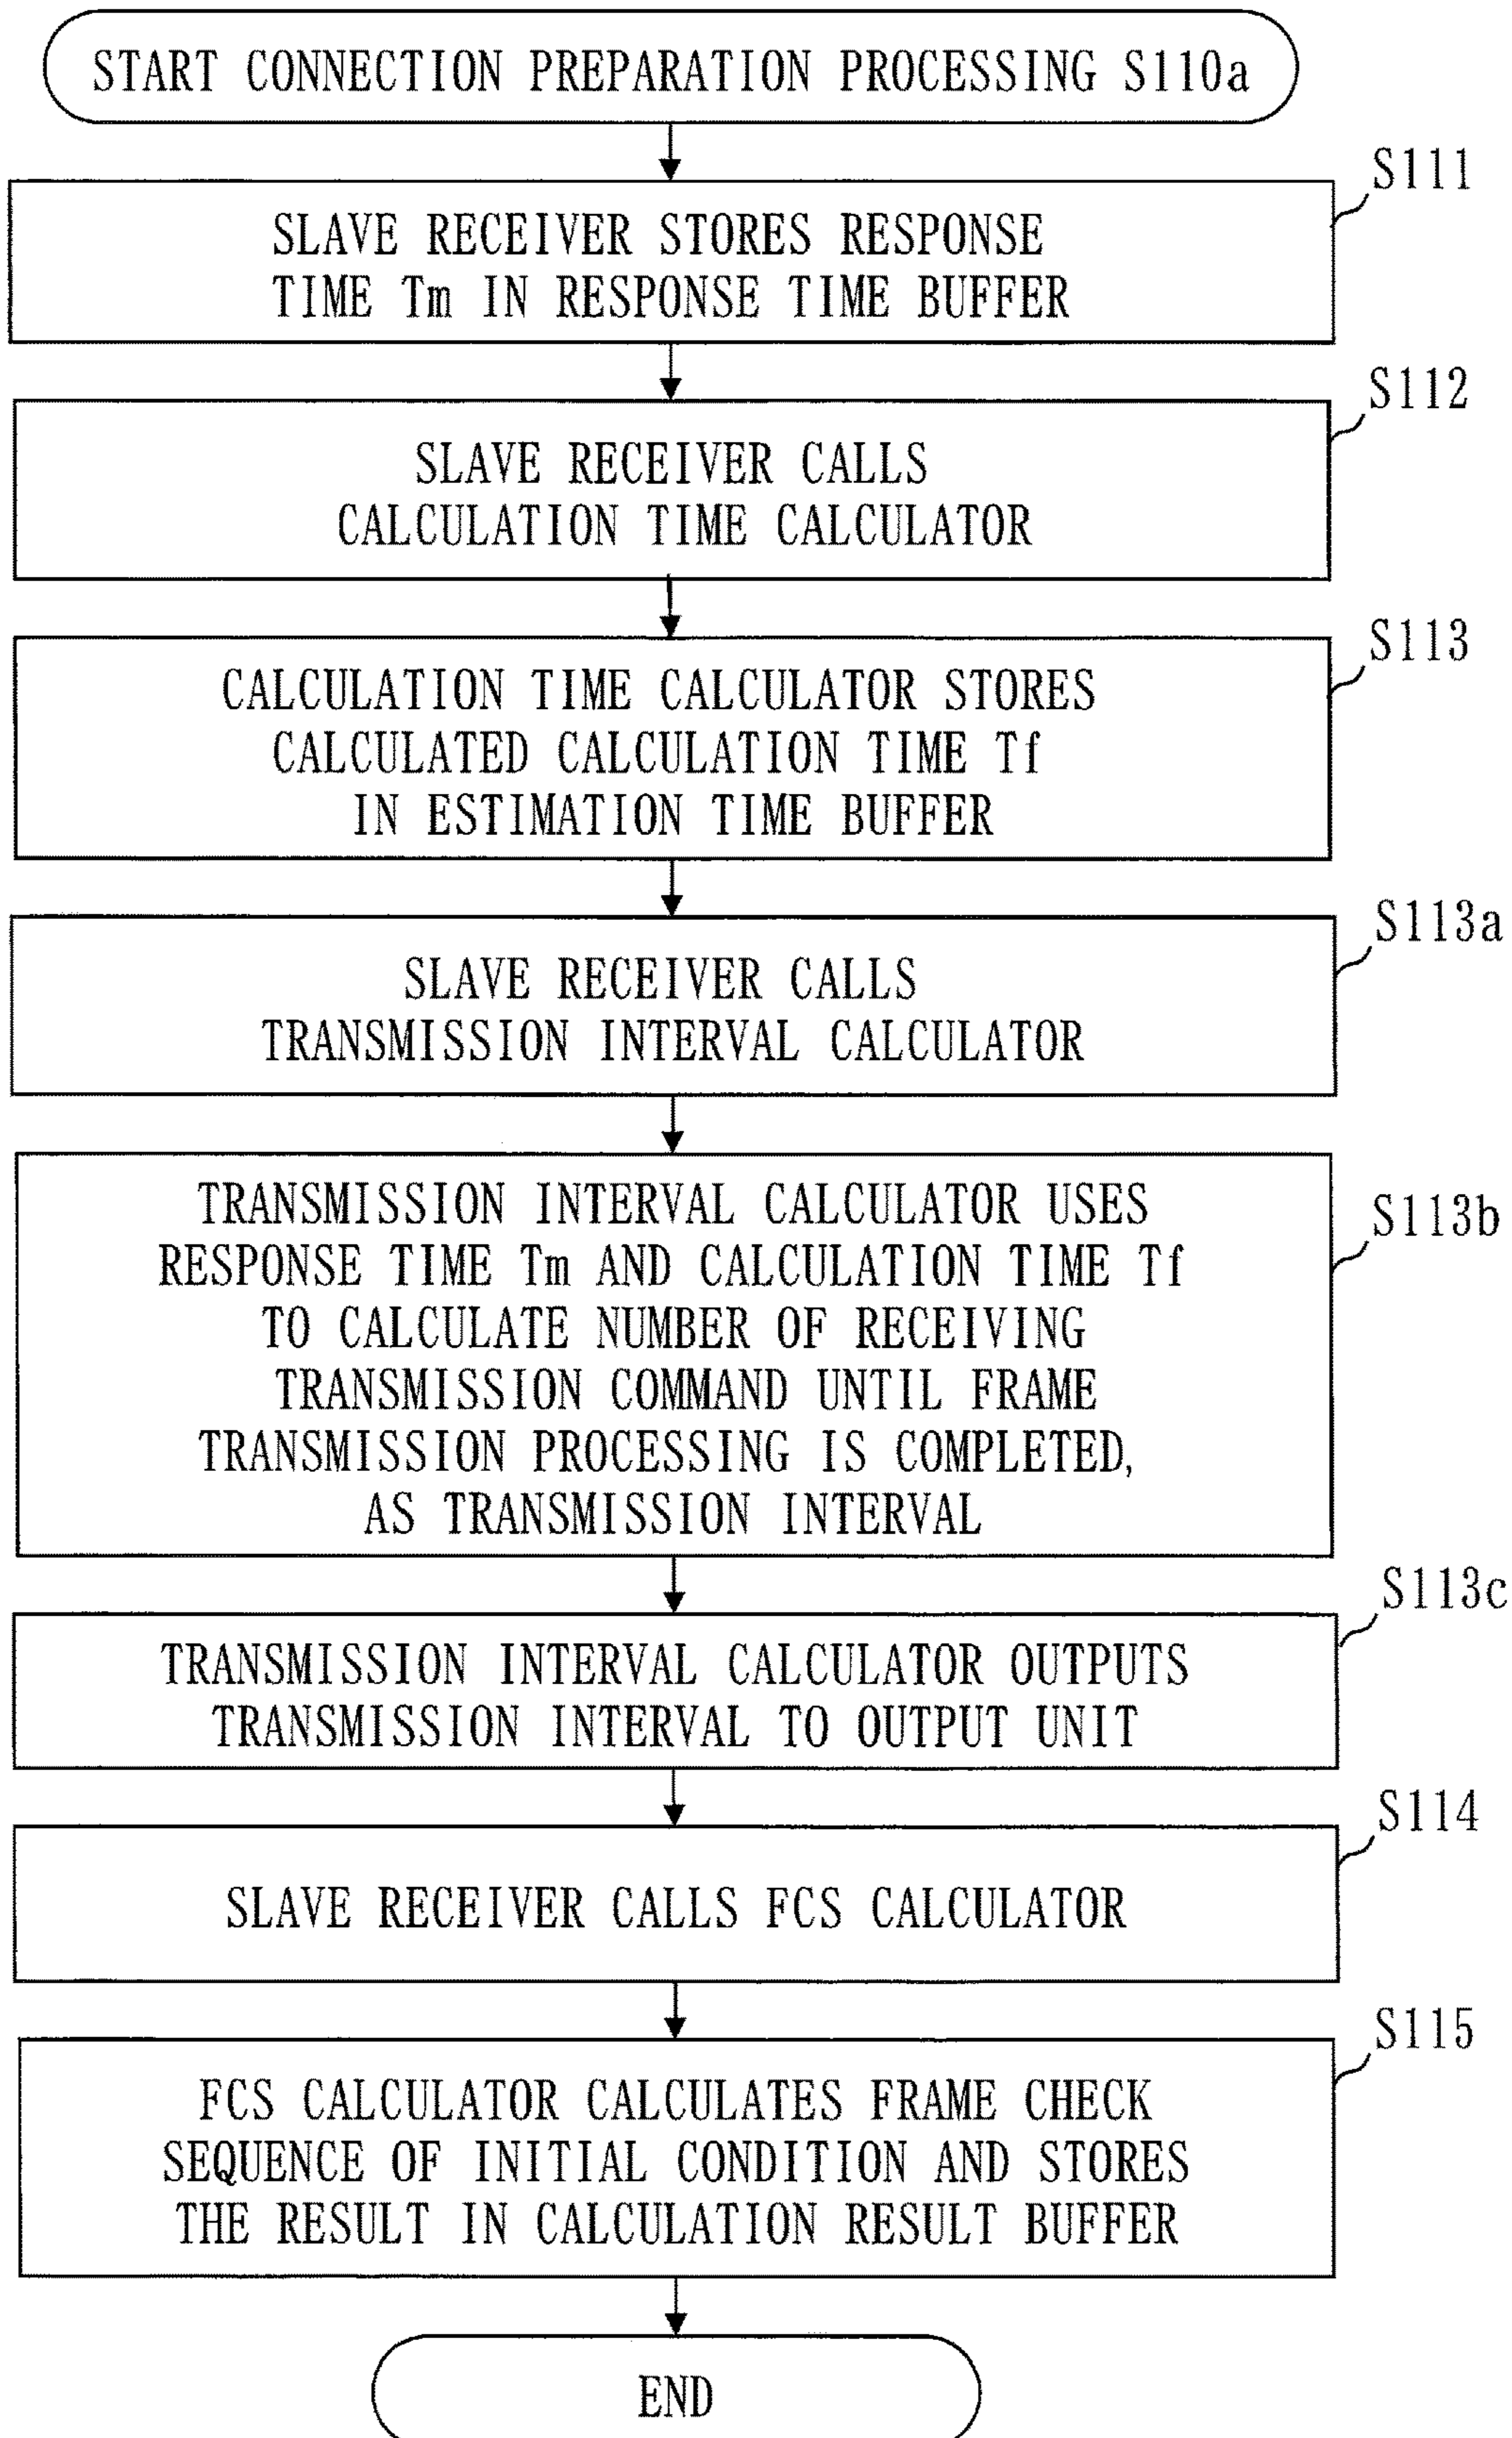 START CONNECTION PREPARATION PROCESSING S110a
S111
SLAVE RECEIVER STORES RESPONSE
TIME Tm IN RESPONSE TIME BUFFER
S112
SLAVE RECEIVER CALLS
CALCULATION TIME CALCULATOR
S113
CALCULATION TIME CALCULATOR STORES
CALCULATED CALCULATION TIME Tf
IN ESTIMATION TIME BUFFER
S113a
SLAVE RECEIVER CALLS
TRANSMISSION INTERVAL CALCULATOR
S113b
TRANSMISSION INTERVAL CALCULATOR USES
RESPONSE TIME Tm AND CALCULATION TIME Tf
TO CALCULATE NUMBER OF RECEIVING
TRANSMISSION COMMAND UNTIL FRAME
TRANSMISSION PROCESSING IS COMPLETED,
AS TRANSMISSION INTERVAL
S113c
TRANSMISSION INTERVAL CALCULATOR OUTPUTS
TRANSMISSION INTERVAL TO OUTPUT UNIT
S114
SLAVE RECEIVER CALLS FCS CALCULATOR
S115
FCS CALCULATOR CALCULATES FRAME CHECK
SEQUENCE OF INITIAL CONDITION AND STORES
THE RESULT IN CALCULATION RESULT BUFFER
END